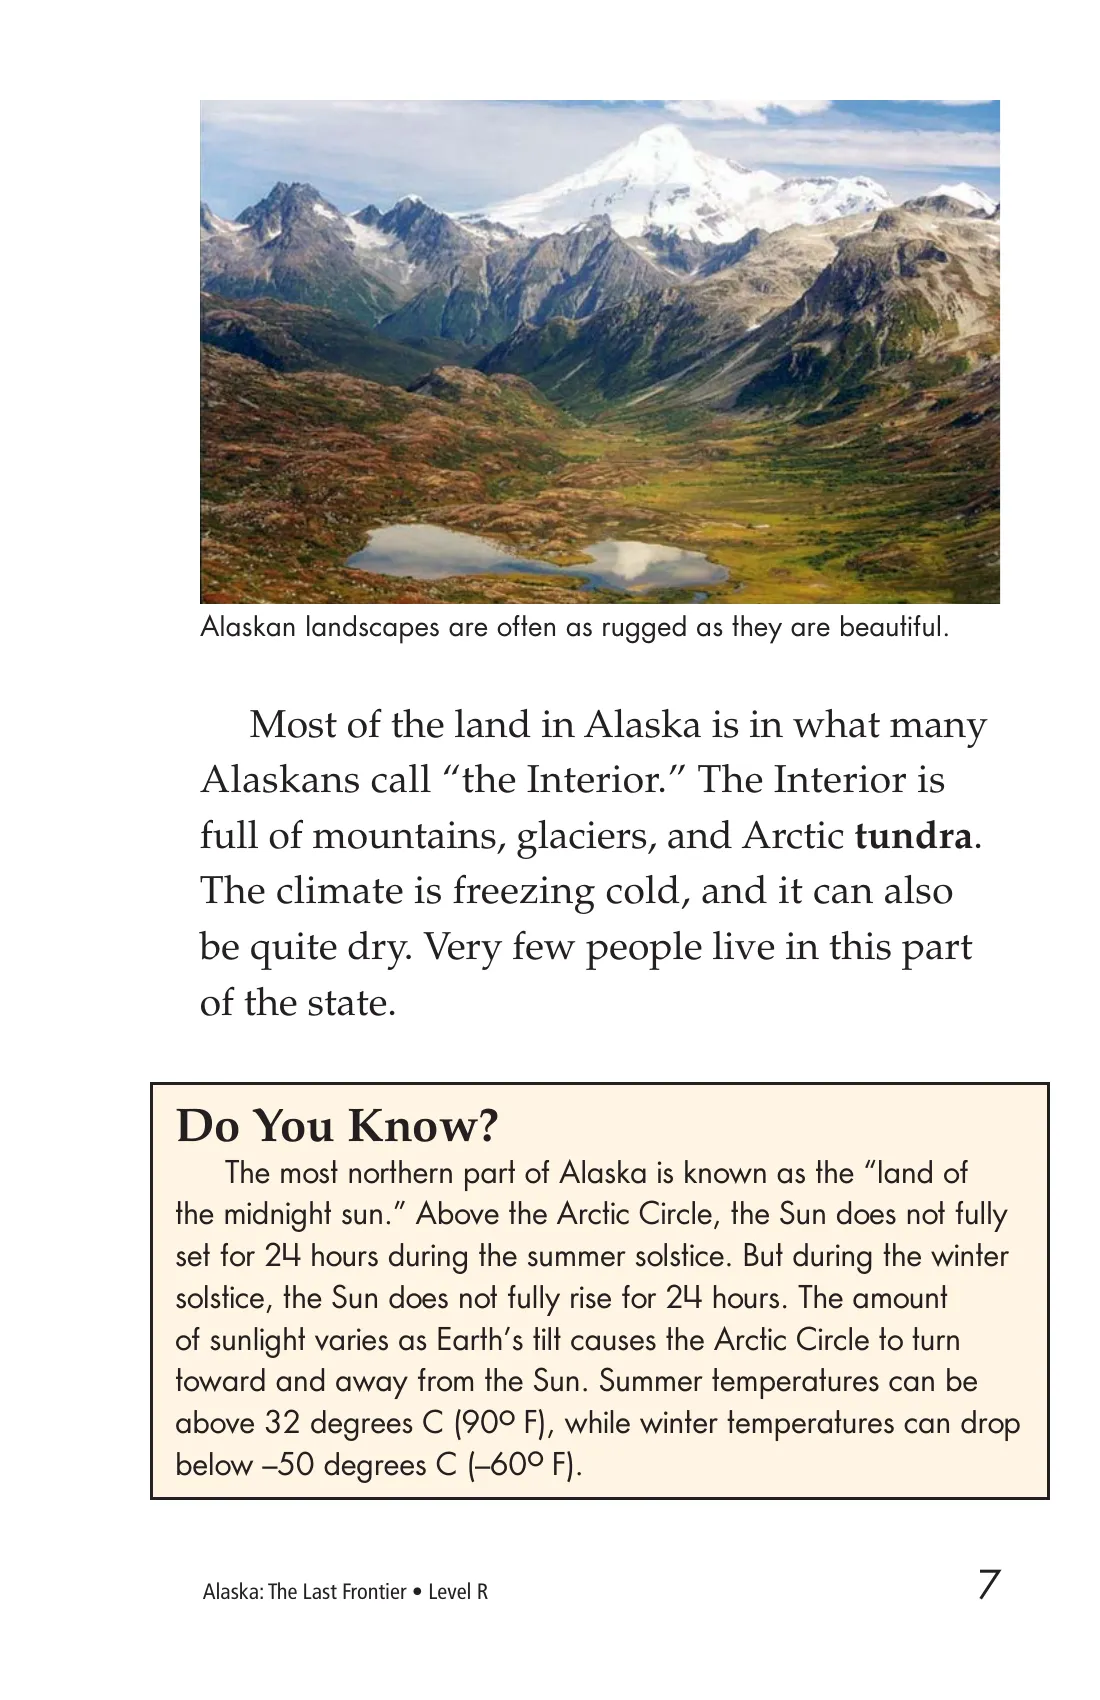 Alaskan landscapes are often as rugged as they are beautiful.
Most of the land in Alaska is in what many
Alaskans call “the Interior.” The Interior is
full of mountains, glaciers, and Arctic tundra.
The climate is freezing cold, and it can also
be quite dry. Very few people live in this part
of the state.
Do You Know?
The most northern part of Alaska is known as the “land of
the midnight sun.” Above the Arctic Circle, the Sun does not fully
set for 24 hours during the summer solstice. But during the winter
solstice, the Sun does not fully rise for 24 hours. The amount
of sunlight varies as Earth’s tilt causes the Arctic Circle to turn
toward and away from the Sun. Summer temperatures can be
above 32 degrees C (90º F), while winter temperatures can drop
below –50 degrees C (–60º F).
Alaska: The Last Frontier • Level R
7